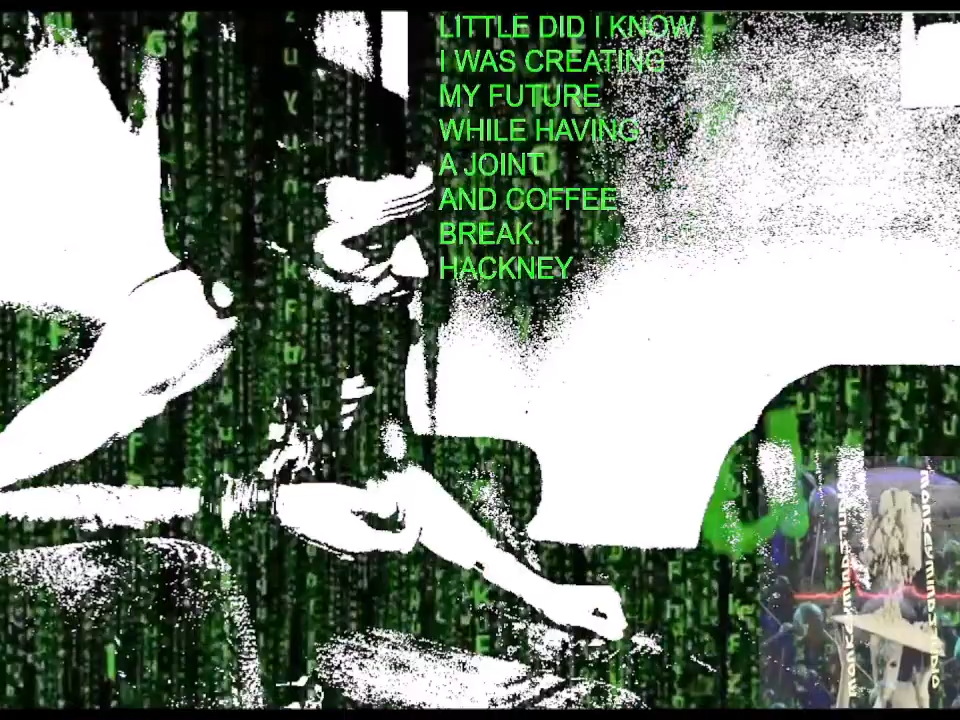 LITTLE DID I KNOW
I WAS CREATING
MY FUTURE
WHILE HAVING
A JOINT
AND COFFEE
BREAK.
HACKNEY